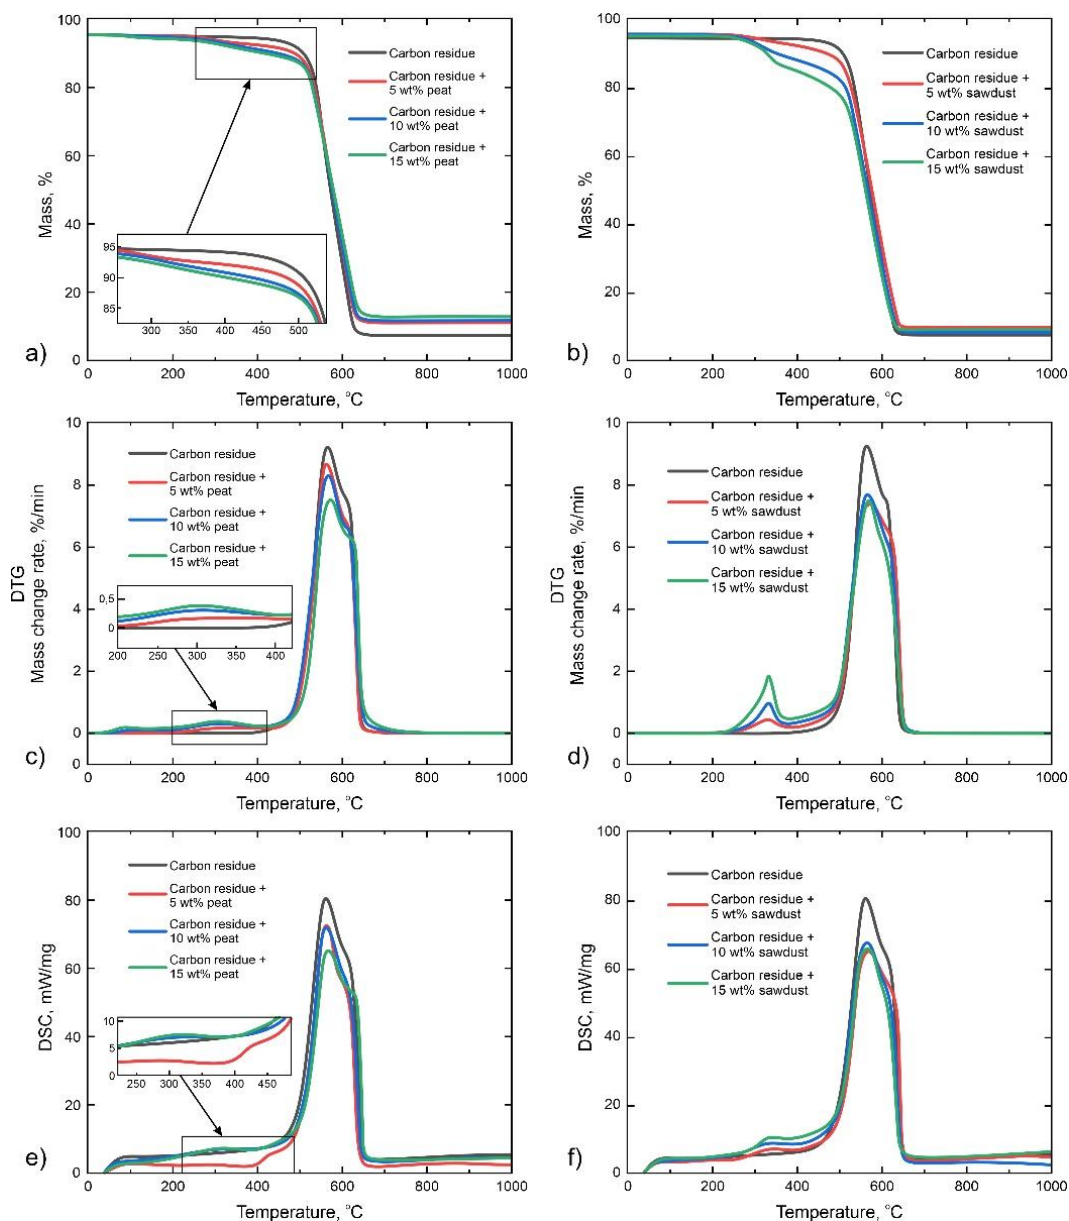 a)
Mass, %
100
80
60
40
20
0
0 200 400 600 800 1000
Temperature, °C
Carbon residue
Carbon residue +
5 wt% peat
Carbon residue +
10 wt% peat
Carbon residue +
15 wt% peat
95
90
85
300 350 400 450 500
b)
Mass, %
100
80
60
40
20
0
0 200 400 600 800 1000
Temperature, °C
Carbon residue
Carbon residue +
5 wt% sawdust
Carbon residue +
10 wt% sawdust
Carbon residue +
15 wt% sawdust
c)
DTG
Mass change rate, %/min
10
8
6
4
2
0
0 200 400 600 800 1000
Temperature, °C
Carbon residue
Carbon residue +
5 wt% peat
Carbon residue +
10 wt% peat
Carbon residue +
15 wt% peat
0,5
0
200 250 300 350 400
d)
DTG
Mass change rate, %/min
10
8
6
4
2
0
0 200 400 600 800 1000
Temperature, °C
Carbon residue
Carbon residue +
5 wt% sawdust
Carbon residue +
10 wt% sawdust
Carbon residue +
15 wt% sawdust
e)
DSC, mW/mg
100
80
60
40
20
0
0 200 400 600 800 1000
Temperature, °C
Carbon residue
Carbon residue +
5 wt% peat
Carbon residue +
10 wt% peat
Carbon residue +
15 wt% peat
10
5
0
250 300 350 400 450
f)
DSC, mW/mg
100
80
60
40
20
0
0 200 400 600 800 1000
Temperature, °C
Carbon residue
Carbon residue +
5 wt% sawdust
Carbon residue +
10 wt% sawdust
Carbon residue +
15 wt% sawdust